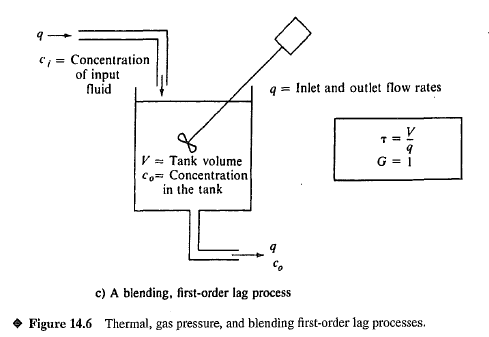 q
c_i = Concentration
of input
fluid
q = Inlet and outlet flow rates
τ = V/q
G = 1
V = Tank volume
c_o = Concentration
in the tank
q
c_o
c) A blending, first-order lag process
◆ Figure 14.6 Thermal, gas pressure, and blending first-order lag processes.